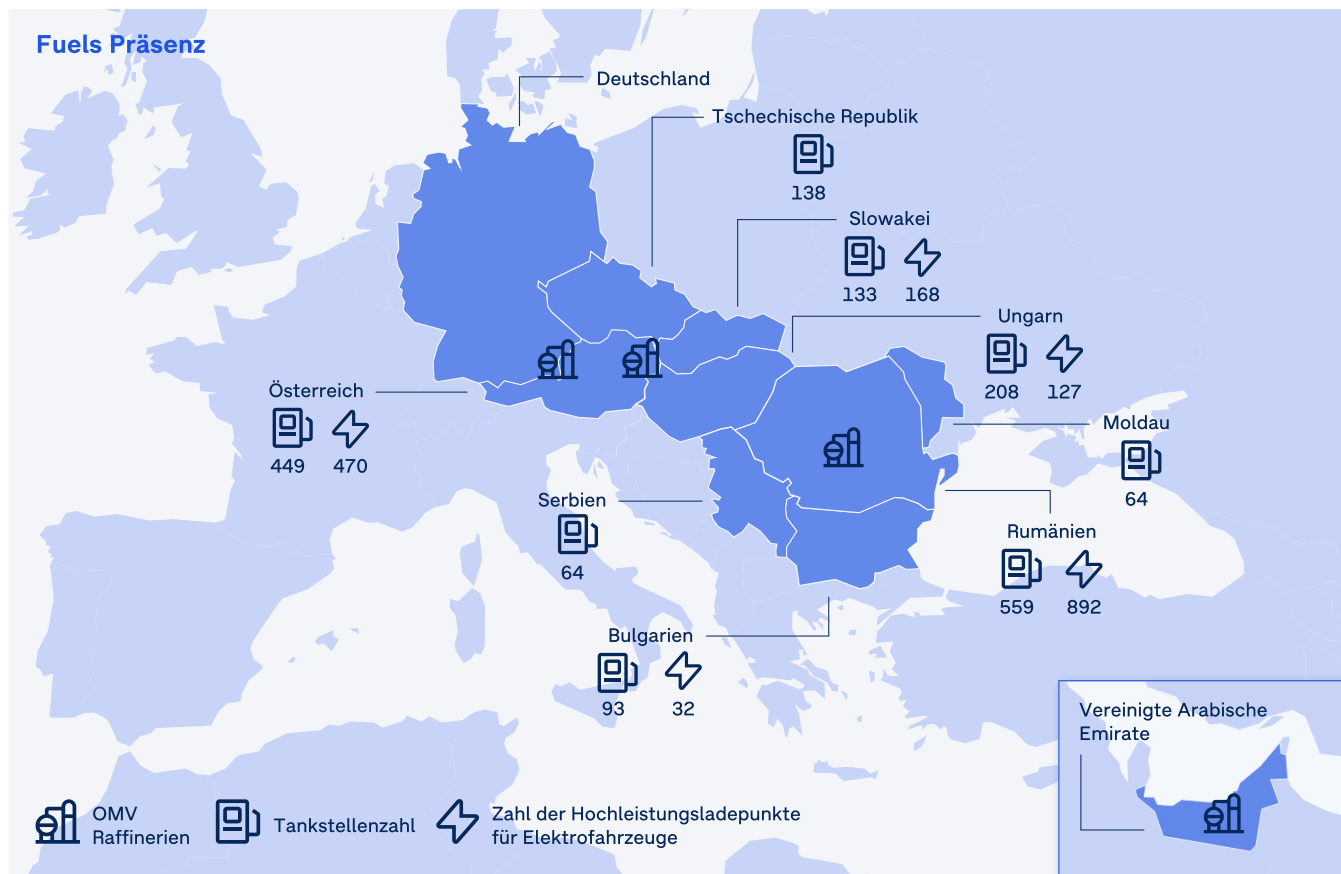 Fuels Präsenz
Deutschland
Tschechische Republik
138
Slowakei
133 168
Ungarn
208 127
Österreich
449 470
Moldau
64
Serbien
64
Rumänien
559 892
Bulgarien
93 32
Vereinigte Arabische
Emirate
OMV
Raffinerien
Tankstellenzahl
Zahl der Hochleistungsladepunkte
für Elektrofahrzeuge